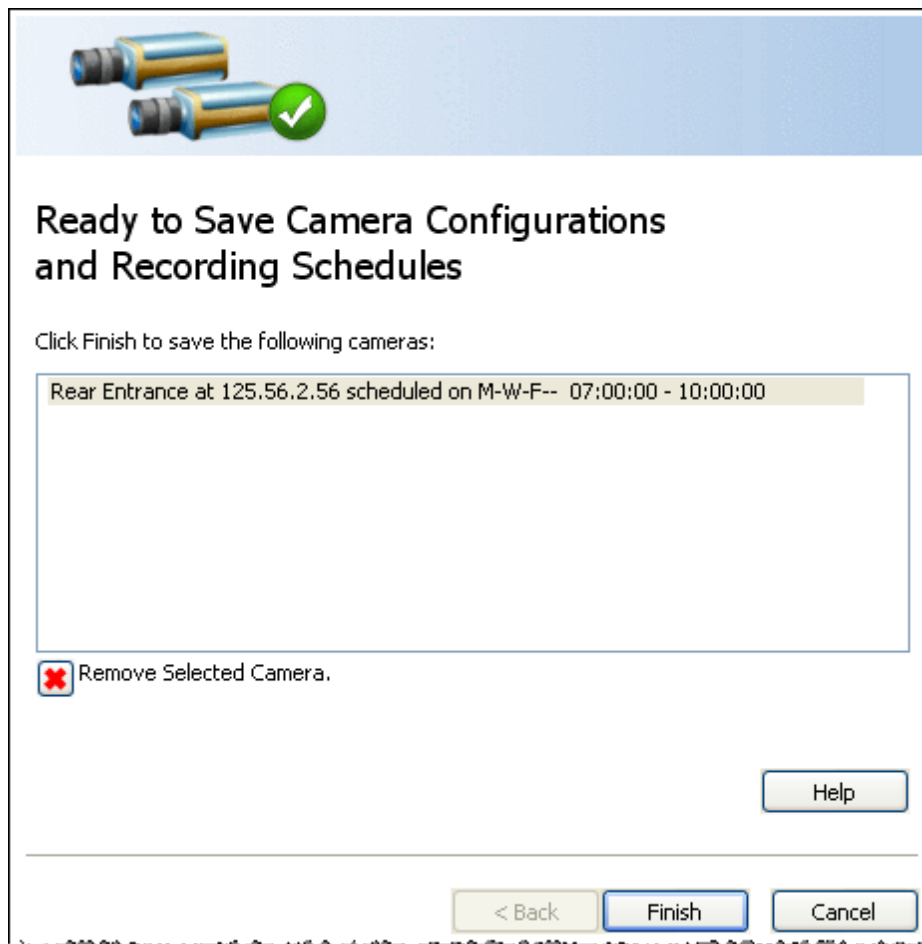 Ready to Save Camera Configurations
and Recording Schedules
Click Finish to save the following cameras:
Rear Entrance at 125.56.2.56 scheduled on M-W-F-- 07:00:00 - 10:00:00
Remove Selected Camera.
Help
< Back
Finish
Cancel